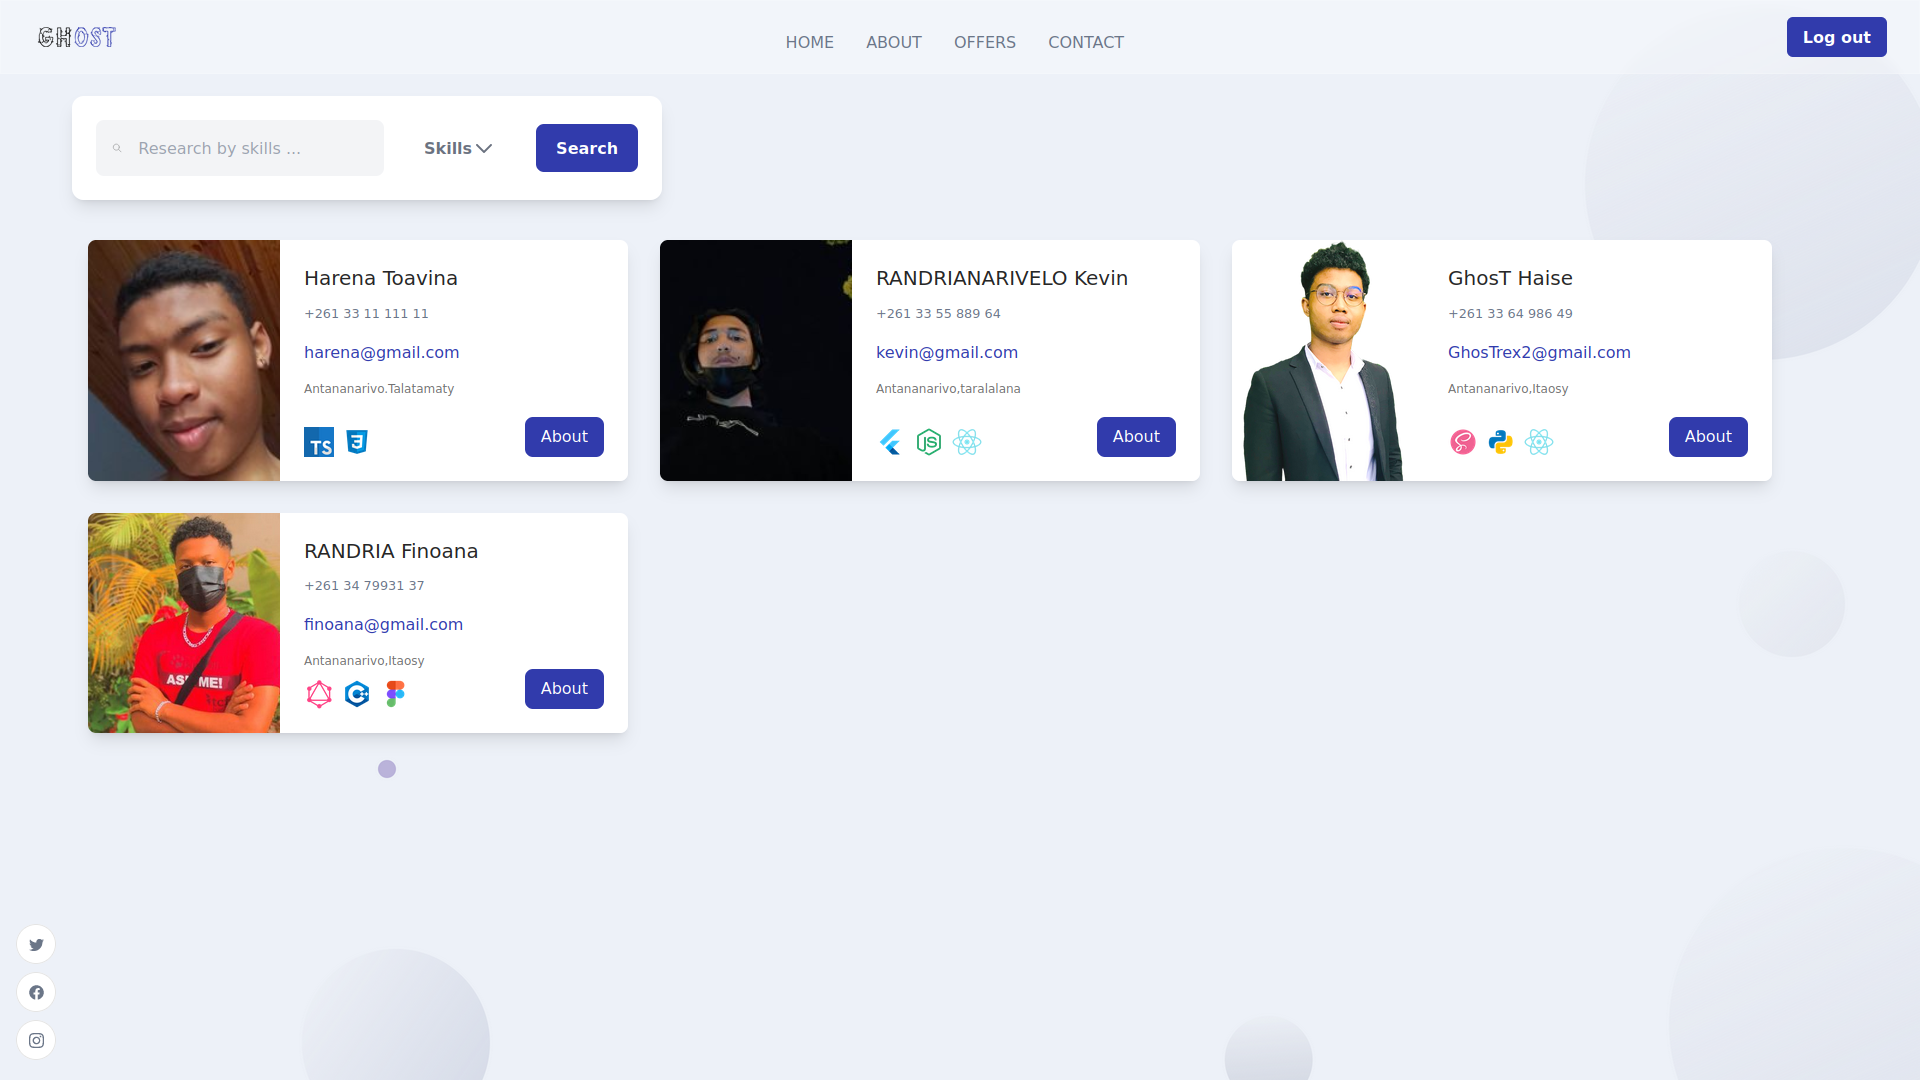 GHOST
HOME
ABOUT
OFFERS
CONTACT
Log out
Research by skills ...
Skills
Search
Harena Toavina
+261 33 11 111 11
harena@gmail.com
Antananarivo.Talatamaty
TS
3
About
RANDRIANARIVELO Kevin
+261 33 55 889 64
kevin@gmail.com
Antananarivo,taralalana
JS
About
GhosT Haise
+261 33 64 986 49
GhosTrex2@gmail.com
Antananarivo,Itaosy
About
RANDRIA Finoana
+261 34 79931 37
finoana@gmail.com
Antananarivo,Itaosy
C++
About
ME!